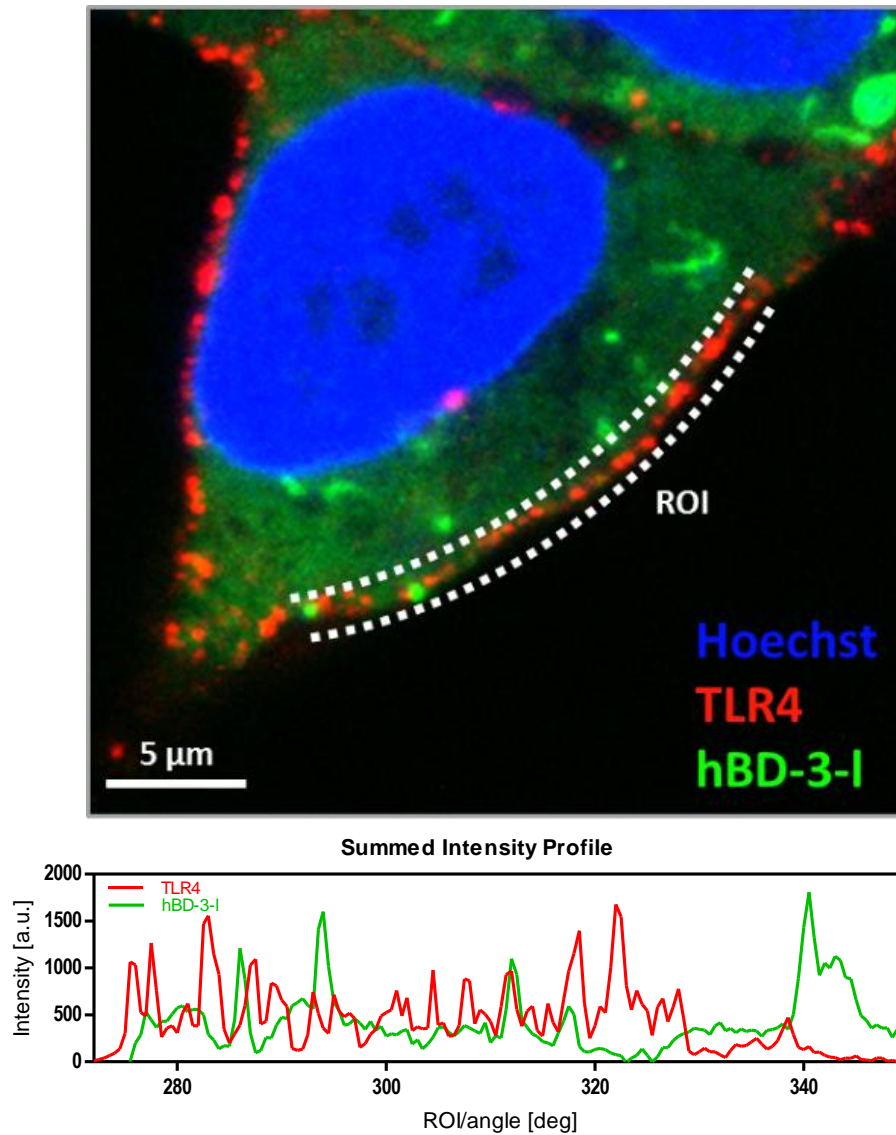 ROI
Hoechst
TLR4
hBD-3-l
5 µm
Summed Intensity Profile
TLR4
hBD-3-l
Intensity [a.u.]
2000
1500
1000
500
0
280 300 320 340
ROI/angle [deg]